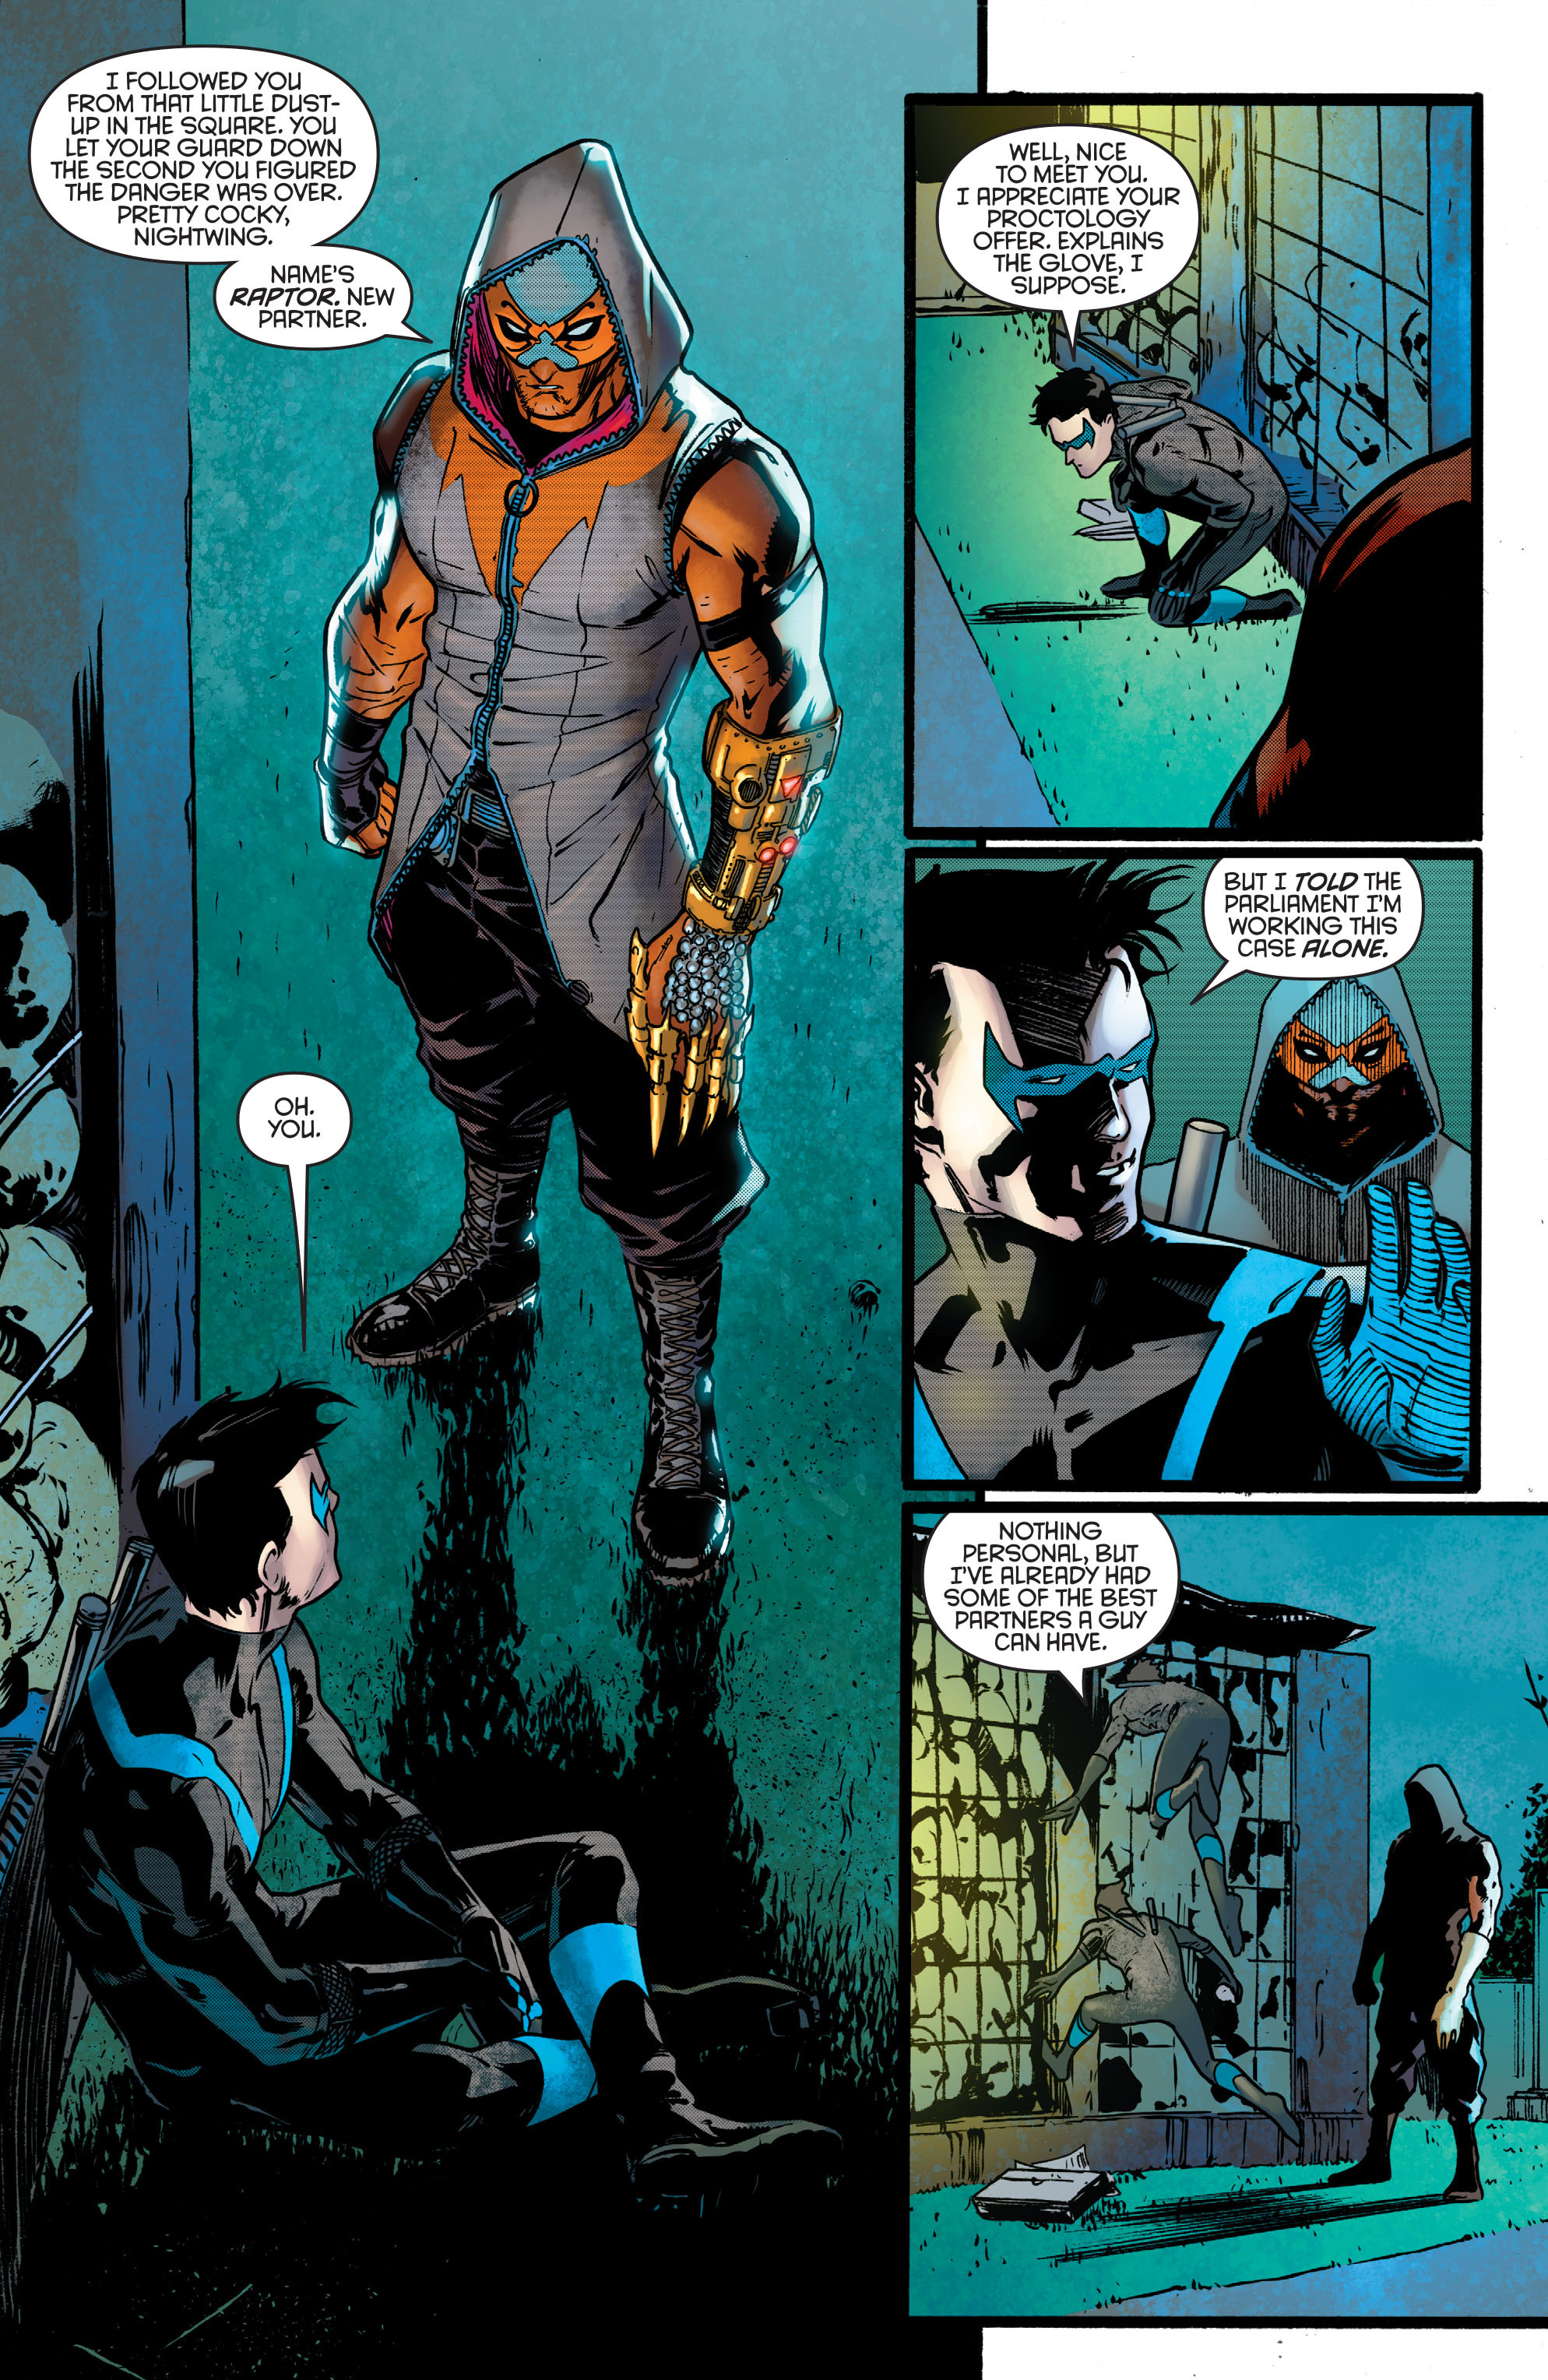 I FOLLOWED YOU
FROM THAT LITTLE DUST-
UP IN THE SQUARE. YOU
LET YOUR GUARD DOWN
THE SECOND YOU FIGURED
THE DANGER WAS OVER.
PRETTY COCKY,
NIGHTWING.
NAME'S
RAPTOR. NEW
PARTNER.
OH.
YOU.
WELL, NICE
TO MEET YOU.
I APPRECIATE YOUR
PROCTOLOGY
OFFER. EXPLAINS
THE GLOVE, I
SUPPOSE.
BUT I TOLD THE
PARLIAMENT I'M
WORKING THIS
CASE ALONE.
NOTHING
PERSONAL, BUT
I'VE ALREADY HAD
SOME OF THE BEST
PARTNERS A GUY
CAN HAVE.